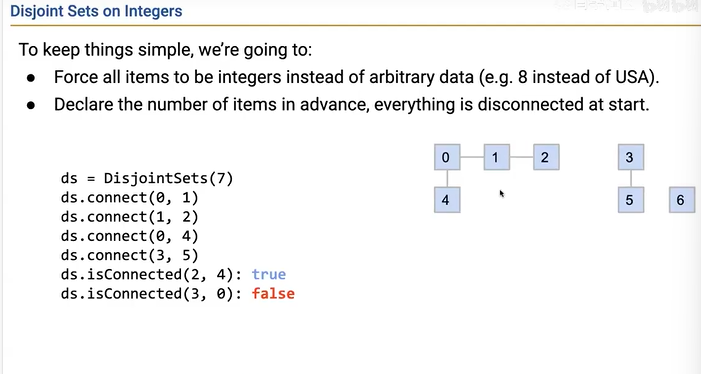 Disjoint Sets on Integers
To keep things simple, we're going to:
● Force all items to be integers instead of arbitrary data (e.g. 8 instead of USA).
● Declare the number of items in advance, everything is disconnected at start.
0 1 2 3
4 5 6
ds = DisjointSets(7)
ds.connect(0, 1)
ds.connect(1, 2)
ds.connect(0, 4)
ds.connect(3, 5)
ds.isConnected(2, 4): true
ds.isConnected(3, 0): false